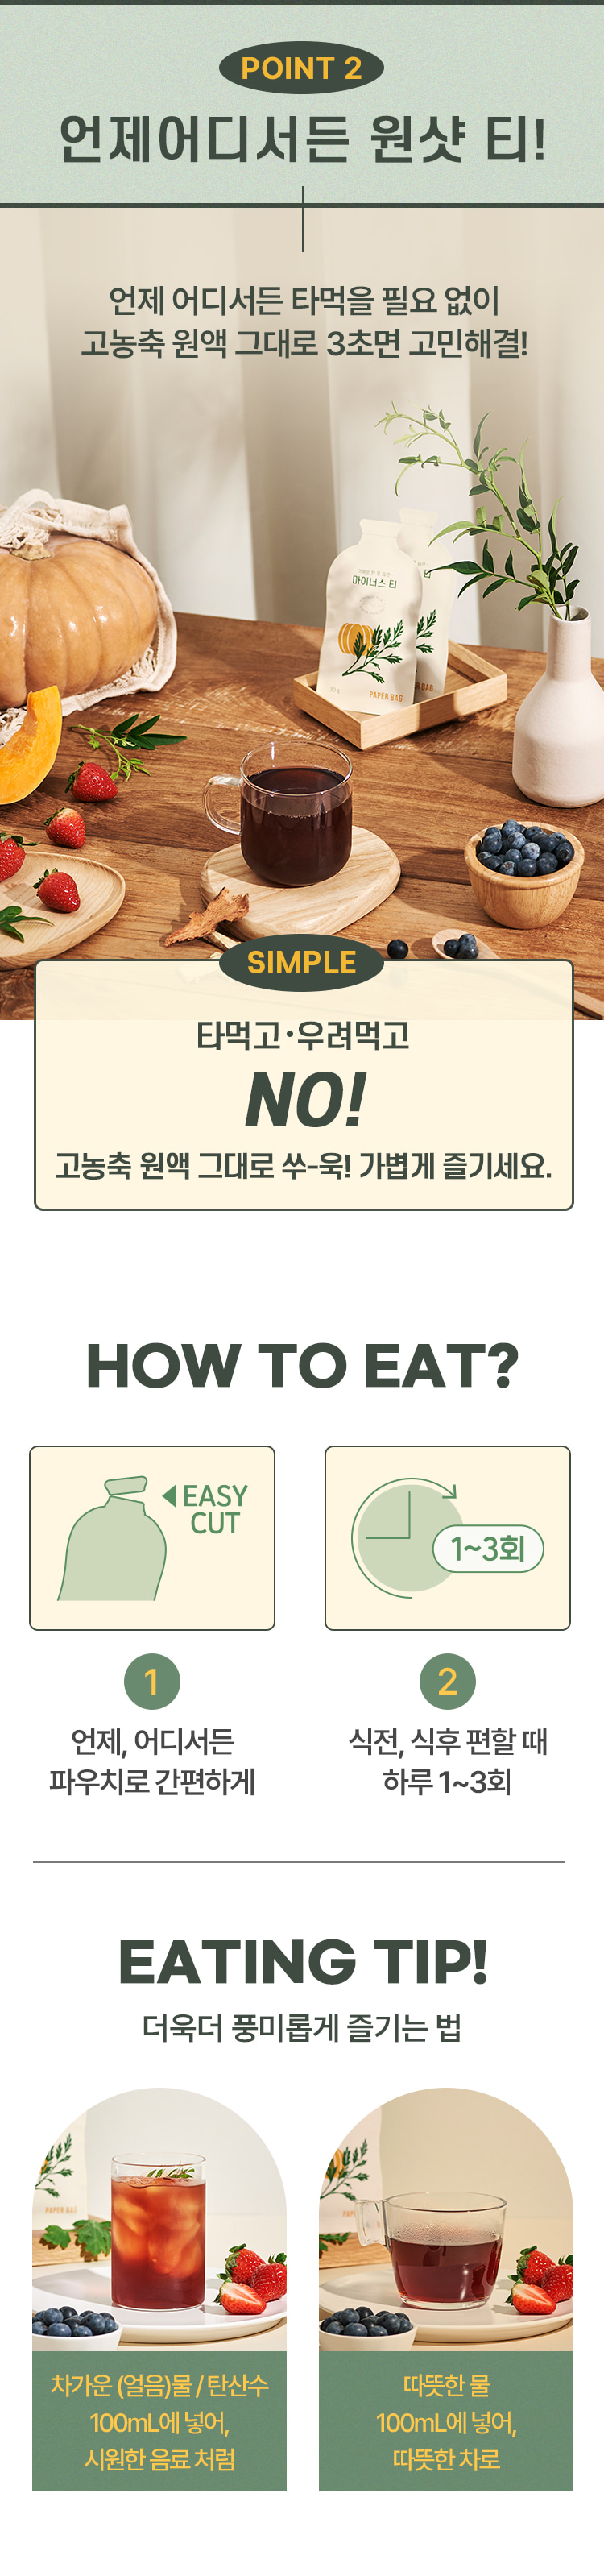 POINT 2
언제어디서든 원샷 티!
언제 어디서든 타먹을 필요 없이
고농축 원액 그대로 3초면 고민해결!
마이너스 티
PAPER BAG
BAG
SIMPLE
타먹고·우려먹고
NO!
고농축 원액 그대로 쑤-욱! 가볍게 즐기세요.
HOW TO EAT?
EASY
CUT
1~3회
1
2
언제, 어디서든
파우치로 간편하게
식전, 식후 편할 때
하루 1~3회
EATING TIP!
더욱더 풍미롭게 즐기는 법
PAPER BAG
차가운 (얼음)물 / 탄산수
100mL에 넣어,
시원한 음료 처럼
따뜻한 물
100mL에 넣어,
따뜻한 차로